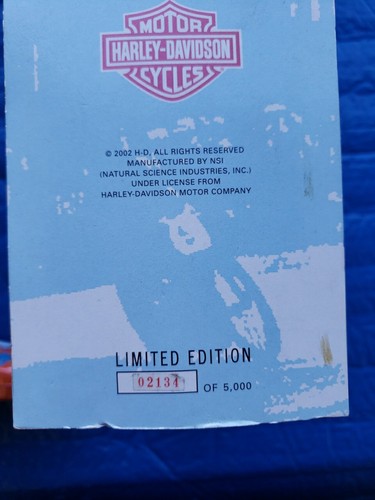 MOTOR
HARLEY-DAVIDSON
CYCLES
© 2002 H-D, ALL RIGHTS RESERVED
MANUFACTURED BY NSI
(NATURAL SCIENCE INDUSTRIES, INC.)
UNDER LICENSE FROM
HARLEY-DAVIDSON MOTOR COMPANY
LIMITED EDITION
02134 OF 5,000